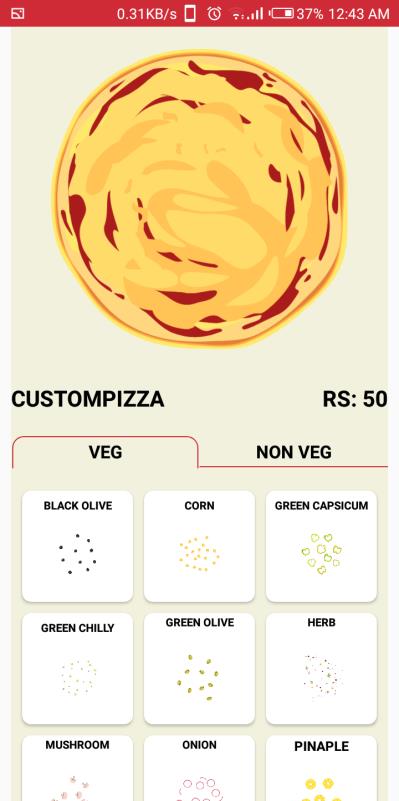 0.31KB/s 37% 12:43 AM
CUSTOMPIZZA RS: 50
VEG NON VEG
BLACK OLIVE CORN GREEN CAPSICUM
GREEN CHILLY GREEN OLIVE HERB
MUSHROOM ONION PINAPLE